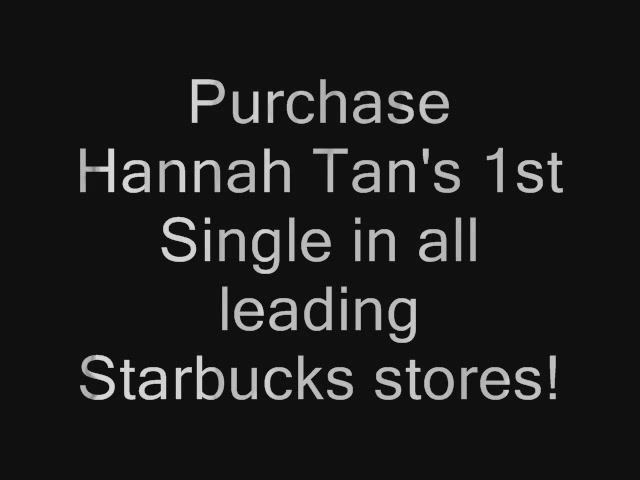 Purchase
Hannah Tan's 1st
Single in all
leading
Starbucks stores!